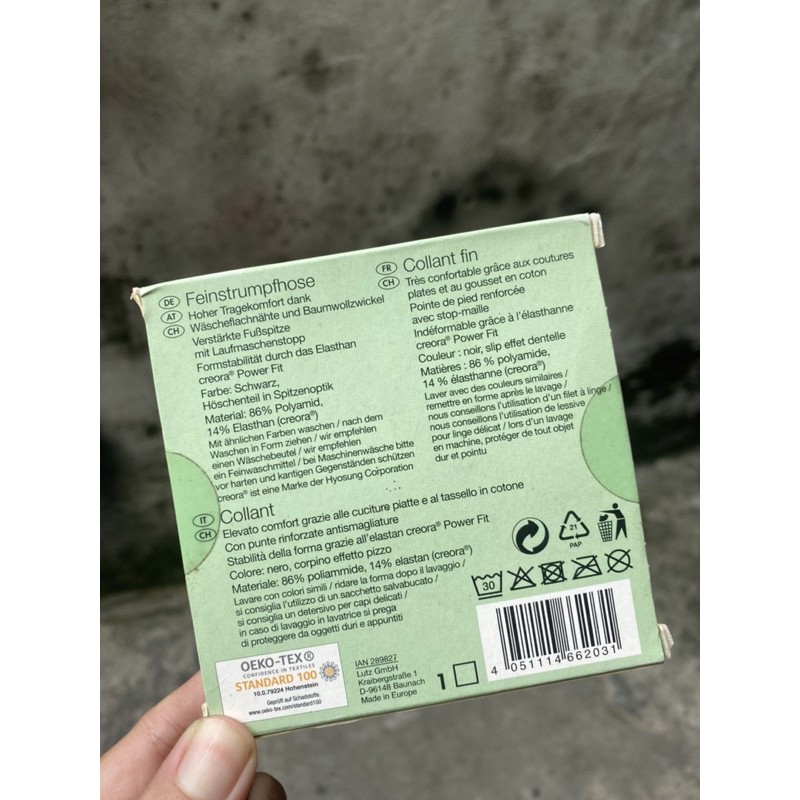 DE
AT
CH
Feinstrumpfhose
Hoher Tragekomfort dank
Wäscheflachnähte und Baumwollzwickel
Verstärkte Fußspitze
mit Laufmaschenstopp
Formstabilität durch das Elasthan
creora® Power Fit
Farbe: Schwarz,
Höschenteil in Spitzenoptik
Material: 86% Polyamid,
14% Elasthan (creora®)
Mit ähnlichen Farben waschen / nach dem
Waschen in Form ziehen / wir empfehlen
einen Wäschebeutel / wir empfehlen
ein Feinwaschmittel / bei Maschinenwäsche bitte
vor harten und kantigen Gegenständen schützen
creora® ist eine Marke der Hyosung Corporation
FR
CH
Collant fin
Très confortable grâce aux coutures
plates et au gousset en coton
Pointe de pied renforcée
avec stop-maille
Indéformable grâce à l'élasthanne
creora® Power Fit
Couleur : noir, slip effet dentelle
Matières : 86 % polyamide,
14 % élasthanne (creora®)
Laver avec des couleurs similaires /
remettre en forme après le lavage /
nous conseillons l'utilisation d'un filet à linge /
nous conseillons l'utilisation de lessive
pour linge délicat / lors d'un lavage
en machine, protéger de tout objet
dur et pointu
IT
CH
Collant
Elevato comfort grazie alle cuciture piatte e al tassello in cotone
Con punte rinforzate antismagliature
Stabilità della forma grazie all'elastan creora® Power Fit
Colore: nero, corpino effetto pizzo
Materiale: 86% poliammide, 14% elastan (creora®)
Lavare con colori simili / ridare la forma dopo il lavaggio /
si consiglia l'utilizzo di un sacchetto salvabucato /
si consiglia un detersivo per capi delicati /
in caso di lavaggio in lavatrice si prega
di proteggere da oggetti duri e appuntiti
21
PAP
30
OEKO-TEX®
CONFIDENCE IN TEXTILES
STANDARD 100
10.0.79224 Hohenstein
Geprüft auf Schadstoffe.
www.oeko-tex.com/standard100
IAN 289827
Lutz GmbH
Kraibergstraße 1
D-96148 Baunach
Made in Europe
1
4 051114 662031